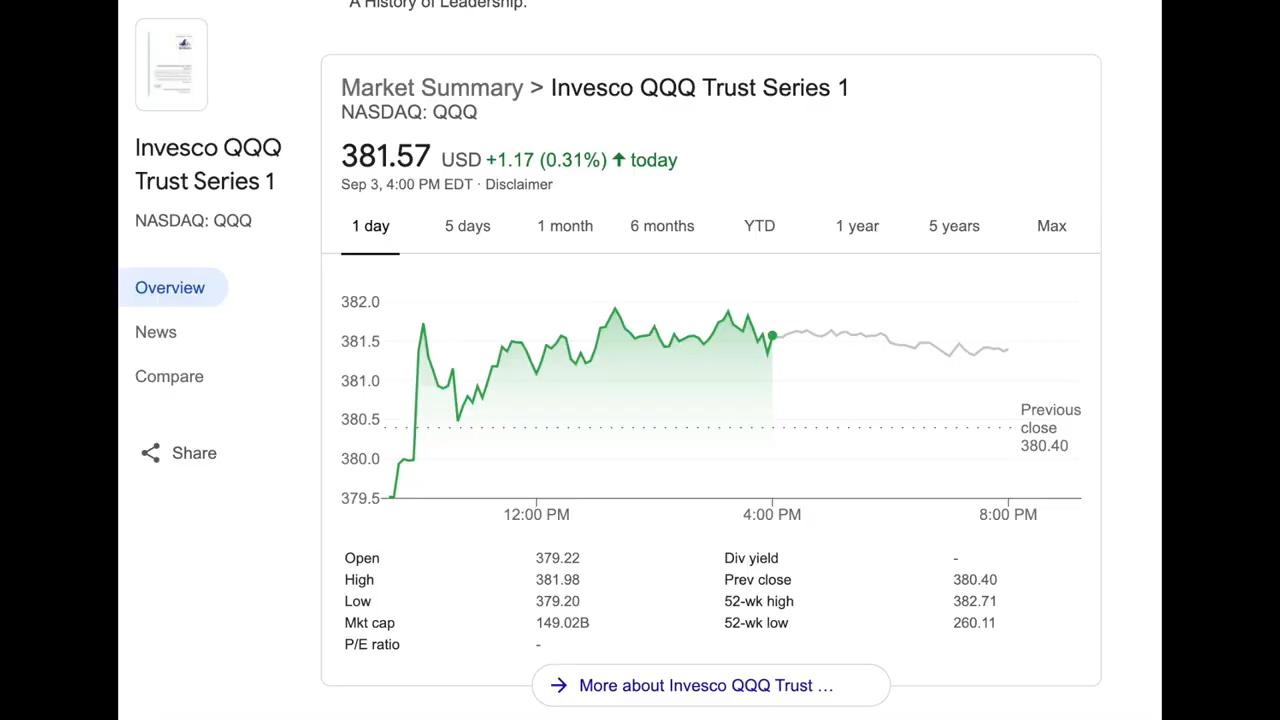 A History of Leadership.
Invesco QQQ
Trust Series 1
NASDAQ: QQQ
Overview
News
Compare
Share
Market Summary > Invesco QQQ Trust Series 1
NASDAQ: QQQ
381.57 USD +1.17 (0.31%) ↑ today
Sep 3, 4:00 PM EDT · Disclaimer
1 day 5 days 1 month 6 months YTD 1 year 5 years Max
382.0
381.5
381.0
380.5
380.0
379.5
Previous
close
380.40
12:00 PM 4:00 PM 8:00 PM
Open 379.22 Div yield -
High 381.98 Prev close 380.40
Low 379.20 52-wk high 382.71
Mkt cap 149.02B 52-wk low 260.11
P/E ratio -
→ More about Invesco QQQ Trust …